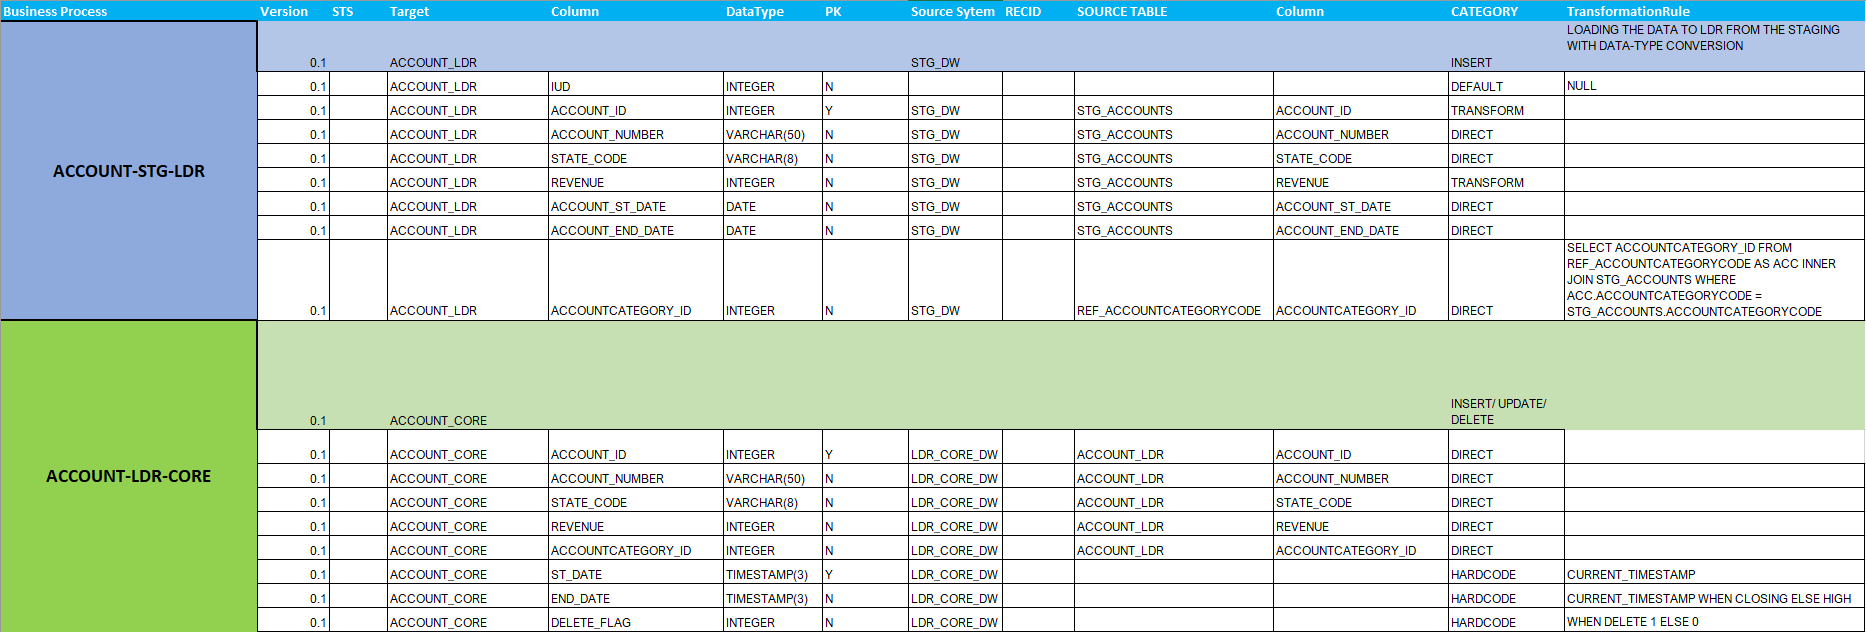 Business Process Version STS Target Column DataType PK Source Sytem RECID SOURCE TABLE Column CATEGORY TransformationRule
LOADING THE DATA TO LDR FROM THE STAGING
WITH DATA-TYPE CONVERSION
0.1 ACCOUNT_LDR STG_DW INSERT
0.1 ACCOUNT_LDR IUD INTEGER N DEFAULT NULL
0.1 ACCOUNT_LDR ACCOUNT_ID INTEGER Y STG_DW STG_ACCOUNTS ACCOUNT_ID TRANSFORM
0.1 ACCOUNT_LDR ACCOUNT_NUMBER VARCHAR(50) N STG_DW STG_ACCOUNTS ACCOUNT_NUMBER DIRECT
0.1 ACCOUNT_LDR STATE_CODE VARCHAR(8) N STG_DW STG_ACCOUNTS STATE_CODE DIRECT
ACCOUNT-STG-LDR
0.1 ACCOUNT_LDR REVENUE INTEGER N STG_DW STG_ACCOUNTS REVENUE TRANSFORM
0.1 ACCOUNT_LDR ACCOUNT_ST_DATE DATE N STG_DW STG_ACCOUNTS ACCOUNT_ST_DATE DIRECT
0.1 ACCOUNT_LDR ACCOUNT_END_DATE DATE N STG_DW STG_ACCOUNTS ACCOUNT_END_DATE DIRECT
SELECT ACCOUNTCATEGORY_ID FROM
REF_ACCOUNTCATEGORYCODE AS ACC INNER
JOIN STG_ACCOUNTS WHERE
ACC.ACCOUNTCATEGORYCODE =
0.1 ACCOUNT_LDR ACCOUNTCATEGORY_ID INTEGER N STG_DW REF_ACCOUNTCATEGORYCODE ACCOUNTCATEGORY_ID DIRECT STG_ACCOUNTS.ACCOUNTCATEGORYCODE
INSERT/ UPDATE/
0.1 ACCOUNT_CORE DELETE
0.1 ACCOUNT_CORE ACCOUNT_ID INTEGER Y LDR_CORE_DW ACCOUNT_LDR ACCOUNT_ID DIRECT
ACCOUNT-LDR-CORE
0.1 ACCOUNT_CORE ACCOUNT_NUMBER VARCHAR(50) N LDR_CORE_DW ACCOUNT_LDR ACCOUNT_NUMBER DIRECT
0.1 ACCOUNT_CORE STATE_CODE VARCHAR(8) N LDR_CORE_DW ACCOUNT_LDR STATE_CODE DIRECT
0.1 ACCOUNT_CORE REVENUE INTEGER N LDR_CORE_DW ACCOUNT_LDR REVENUE DIRECT
0.1 ACCOUNT_CORE ACCOUNTCATEGORY_ID INTEGER N LDR_CORE_DW ACCOUNT_LDR ACCOUNTCATEGORY_ID DIRECT
0.1 ACCOUNT_CORE ST_DATE TIMESTAMP(3) Y LDR_CORE_DW HARDCODE CURRENT_TIMESTAMP
0.1 ACCOUNT_CORE END_DATE TIMESTAMP(3) N LDR_CORE_DW HARDCODE CURRENT_TIMESTAMP WHEN CLOSING ELSE HIGH
0.1 ACCOUNT_CORE DELETE_FLAG INTEGER N LDR_CORE_DW HARDCODE WHEN DELETE 1 ELSE 0